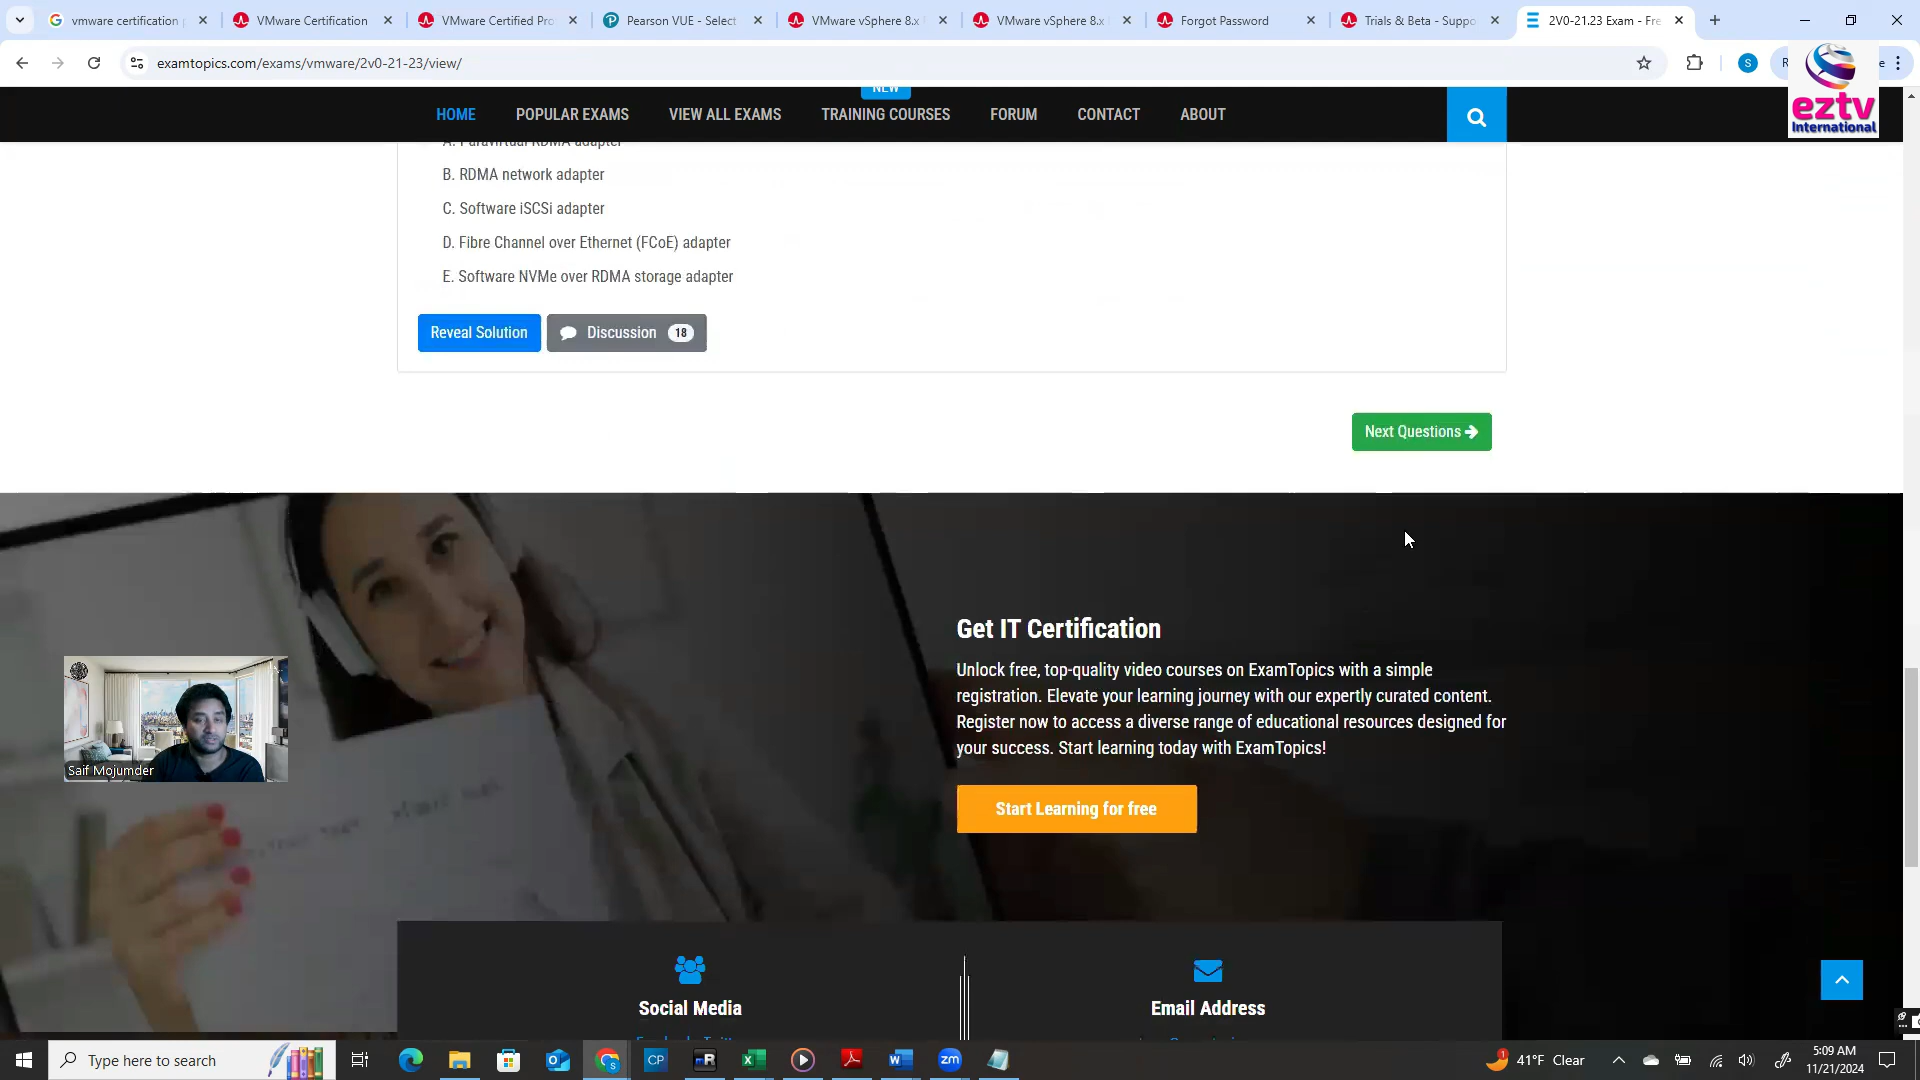 vmware certification
VMware Certification
VMware Certified Pro
Pearson VUE - Select
VMware vSphere 8.x
VMware vSphere 8.x
Forgot Password
Trials & Beta - Suppo
2V0-21.23 Exam - Fre
examtopics.com/exams/vmware/2v0-21-23/view/
S
eztv
International
NEW
HOME
POPULAR EXAMS
VIEW ALL EXAMS
TRAINING COURSES
FORUM
CONTACT
ABOUT
A. Paravirtual RDMA adapter
B. RDMA network adapter
C. Software iSCSi adapter
D. Fibre Channel over Ethernet (FCoE) adapter
E. Software NVMe over RDMA storage adapter
Reveal Solution
Discussion 18
Next Questions
Get IT Certification
Unlock free, top-quality video courses on ExamTopics with a simple
registration. Elevate your learning journey with our expertly curated content.
Register now to access a diverse range of educational resources designed for
your success. Start learning today with ExamTopics!
Start Learning for free
Saif Mojumder
Social Media
Email Address
Type here to search
CP
zm
1
41°F Clear
5:09 AM
11/21/2024